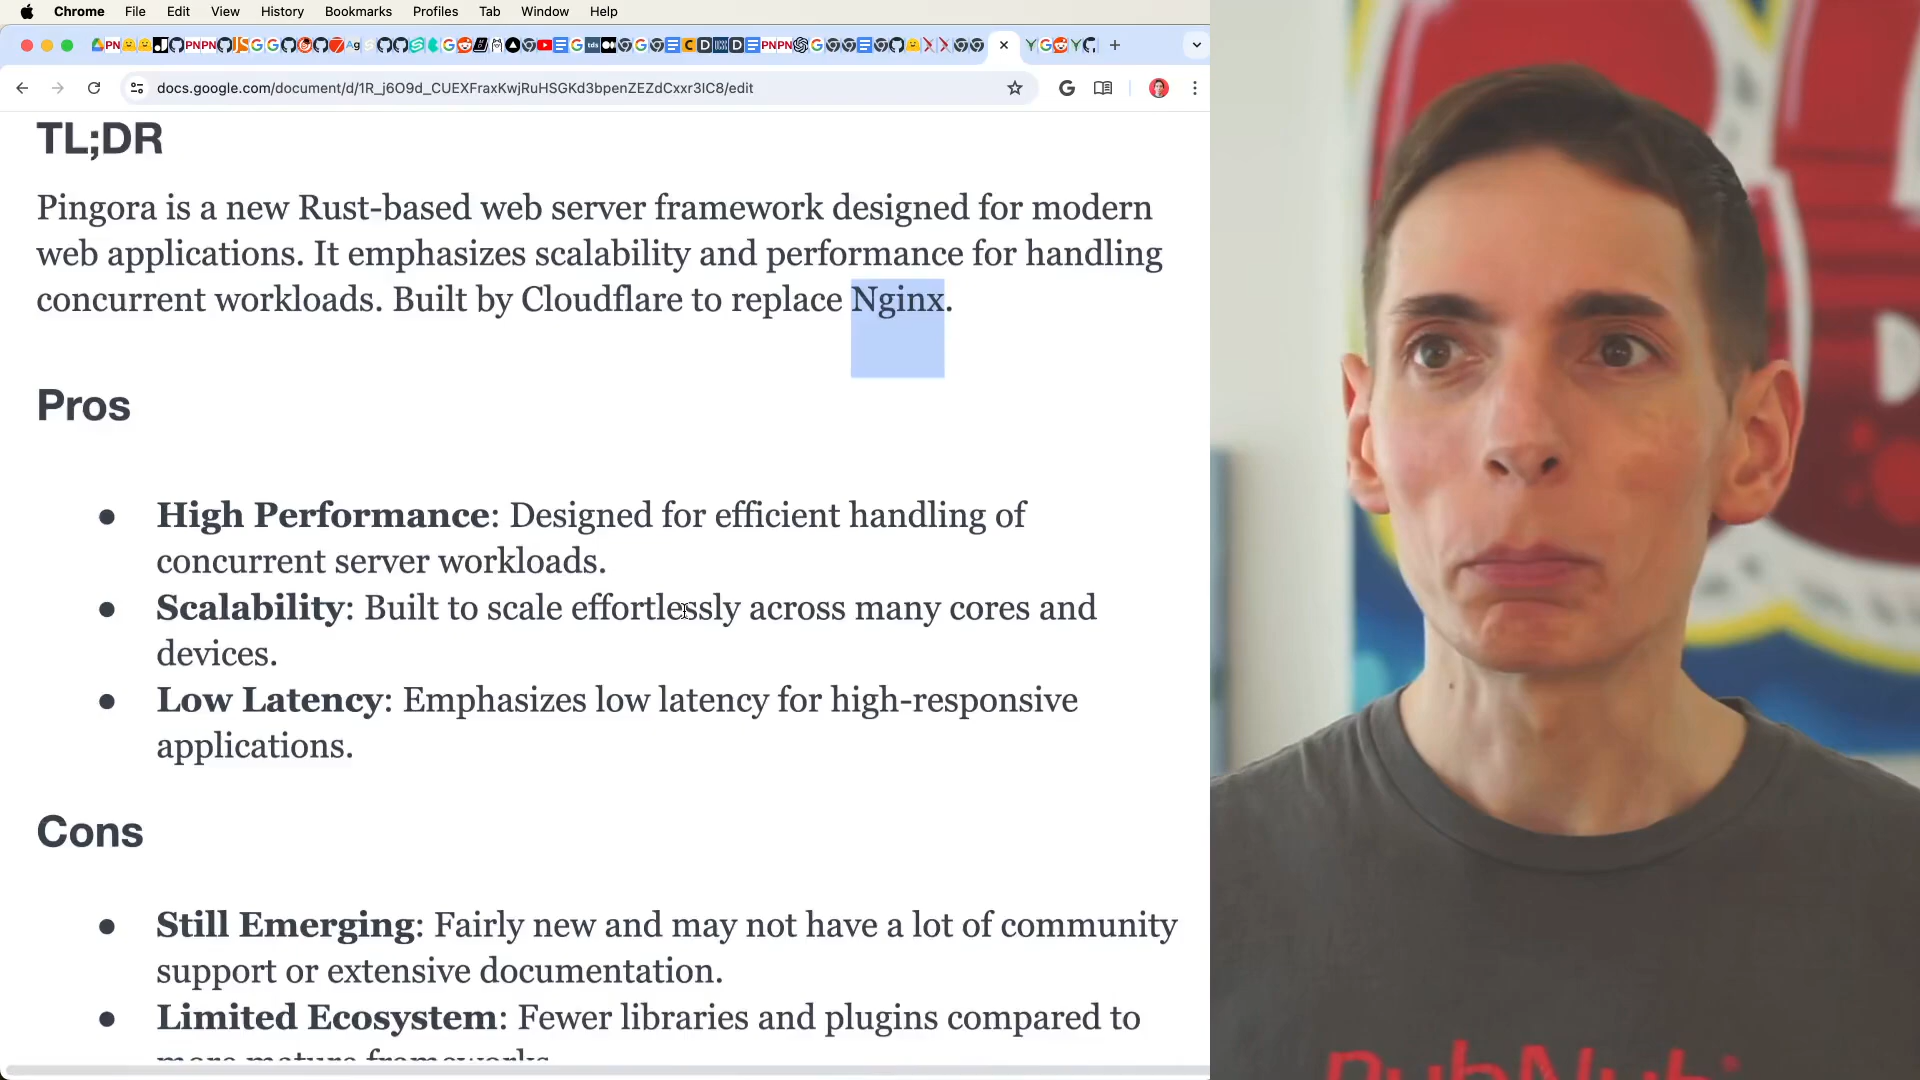 Chrome File Edit View History Bookmarks Profiles Tab Window Help
docs.google.com/document/d/1R_j6O9d_CUEXFraxKwjRuHSGKd3bpenZEZdCxxr3lC8/edit
TL;DR
Pingora is a new Rust-based web server framework designed for modern
web applications. It emphasizes scalability and performance for handling
concurrent workloads. Built by Cloudflare to replace Nginx.
Pros
● High Performance: Designed for efficient handling of
concurrent server workloads.
● Scalability: Built to scale effortlessly across many cores and
devices.
● Low Latency: Emphasizes low latency for high-responsive
applications.
Cons
● Still Emerging: Fairly new and may not have a lot of community
support or extensive documentation.
● Limited Ecosystem: Fewer libraries and plugins compared to
more mature frameworks.
PubNub